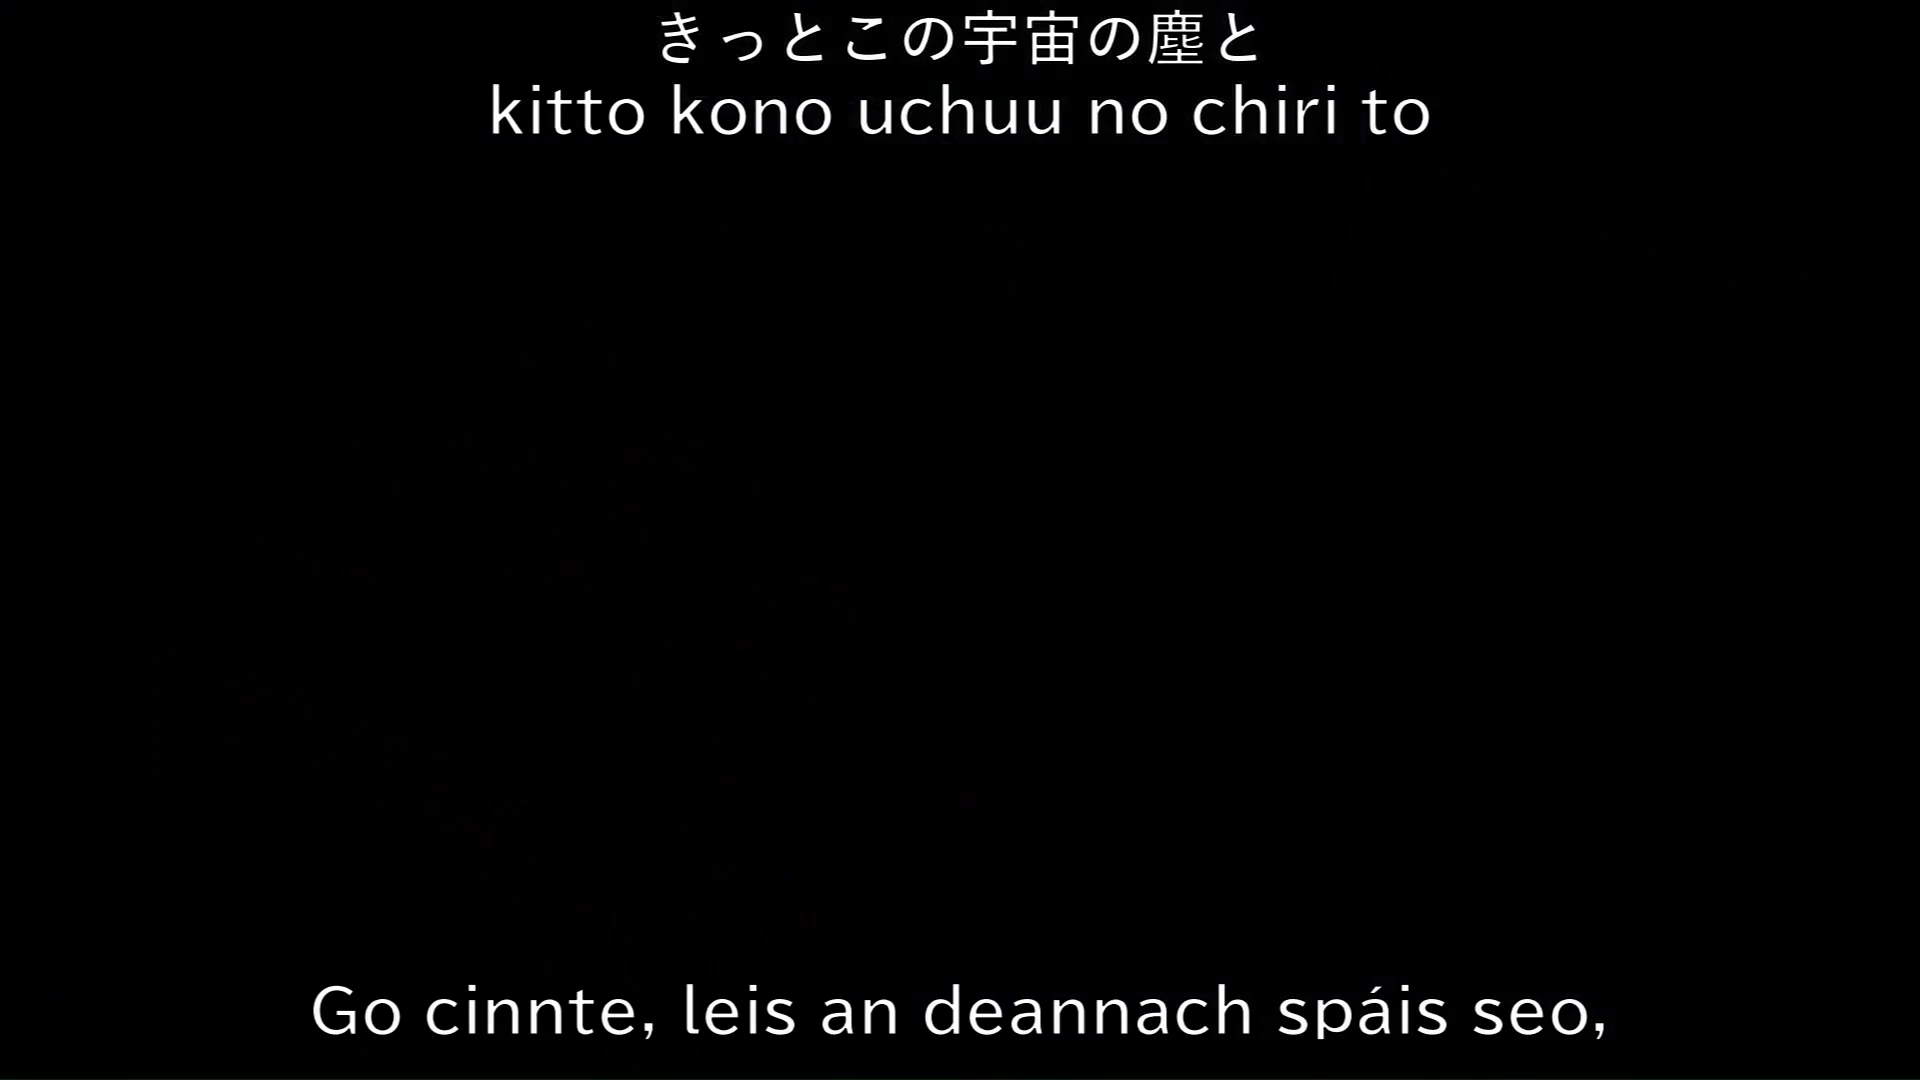 きっとこの宇宙の塵と
kitto kono uchuu no chiri to
Go cinnte, leis an deannach spáis seo,